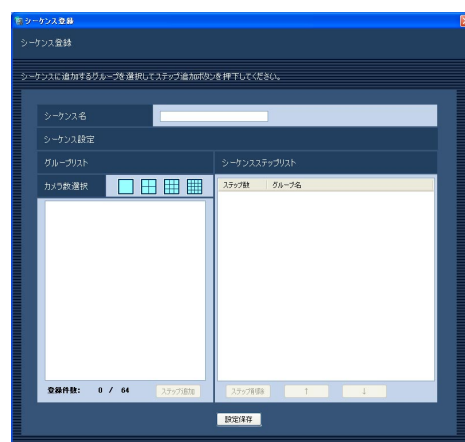 シーケンス登録
シーケンス登録
シーケンスに追加するグループを選択してステップ追加ボタンを押下してください。
シーケンス名
シーケンス設定
グループリスト
シーケンスステップリスト
カメラ数選択
ステップ数 グループ名
登録件数: 0 / 64
ステップ追加
ステップ削除
↑
↓
設定保存